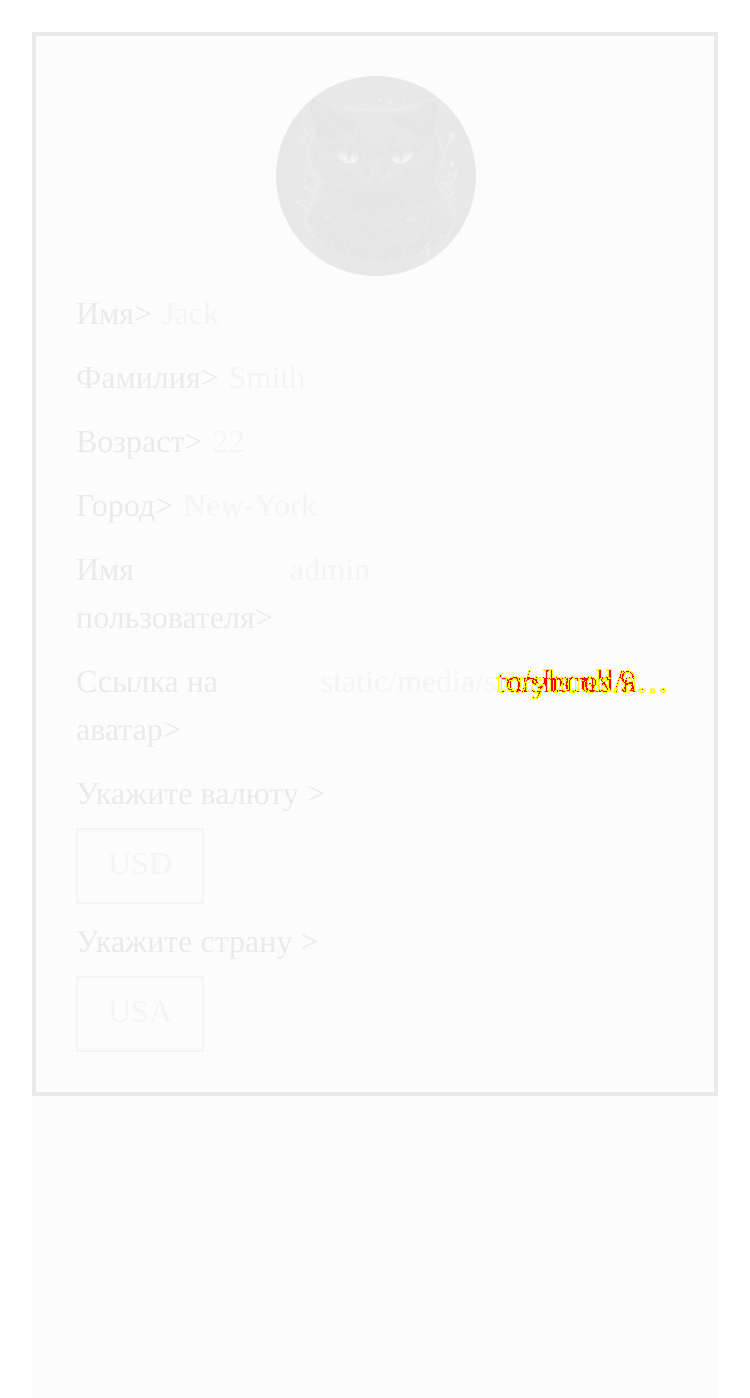 Имя> Jack
Фамилия> Smith
Возраст> 22
Город> New-York
Имя admin
пользователя>
Ссылка на static/media/
аватар>
Укажите валюту >
USD
Укажите страну >
USA